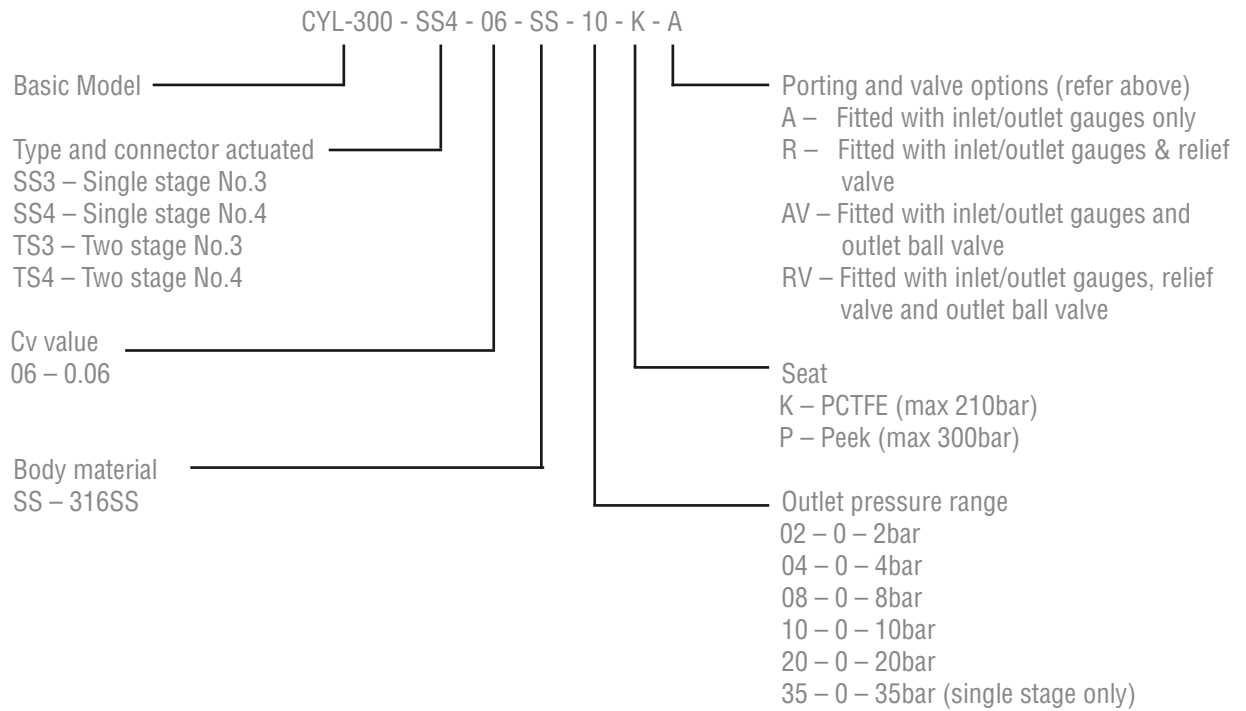 CYL-300 - SS4 - 06 - SS - 10 - K - A
Basic Model
Type and connector actuated
SS3 – Single stage No.3
SS4 – Single stage No.4
TS3 – Two stage No.3
TS4 – Two stage No.4
Cv value
06 – 0.06
Body material
SS – 316SS
Porting and valve options (refer above)
A – Fitted with inlet/outlet gauges only
R – Fitted with inlet/outlet gauges & relief
valve
AV – Fitted with inlet/outlet gauges and
outlet ball valve
RV – Fitted with inlet/outlet gauges, relief
valve and outlet ball valve
Seat
K – PCTFE (max 210bar)
P – Peek (max 300bar)
Outlet pressure range
02 – 0 – 2bar
04 – 0 – 4bar
08 – 0 – 8bar
10 – 0 – 10bar
20 – 0 – 20bar
35 – 0 – 35bar (single stage only)